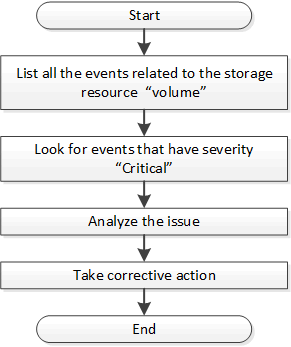 Start
List all the events related to the storage
resource “volume”
Look for events that have severity
“Critical”
Analyze the issue
Take corrective action
End